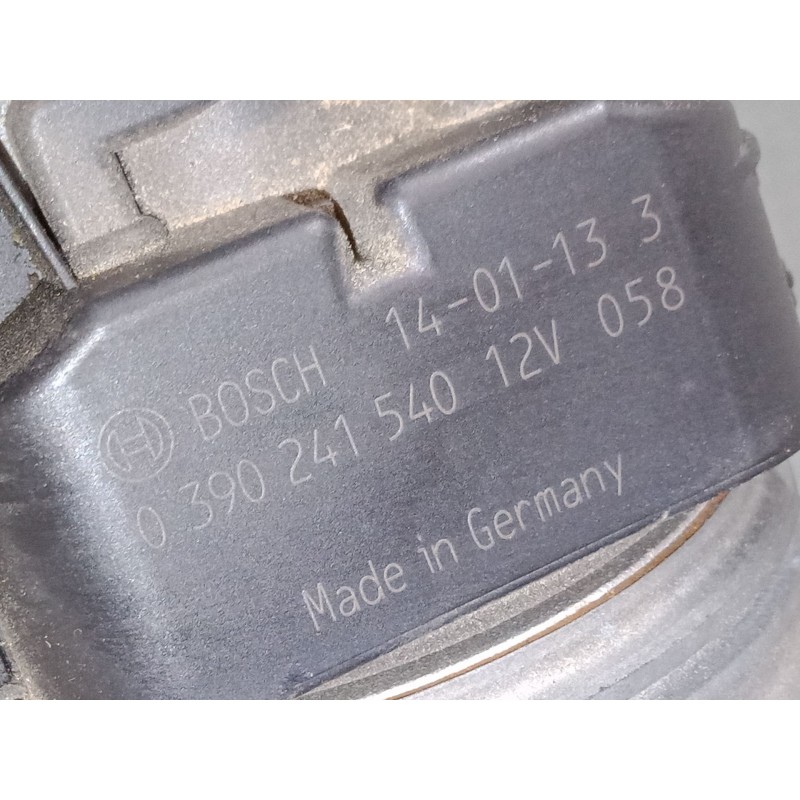 BOSCH 14-01-13 3
0 390 241 540 12V 058
Made in Germany